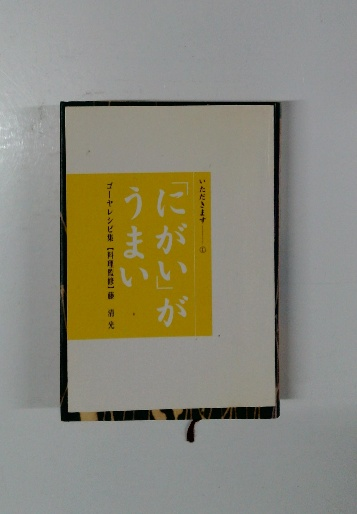 いただきます——①
「にがい」が
うまい
ゴーヤレシピ集【料理監修】藤 清光